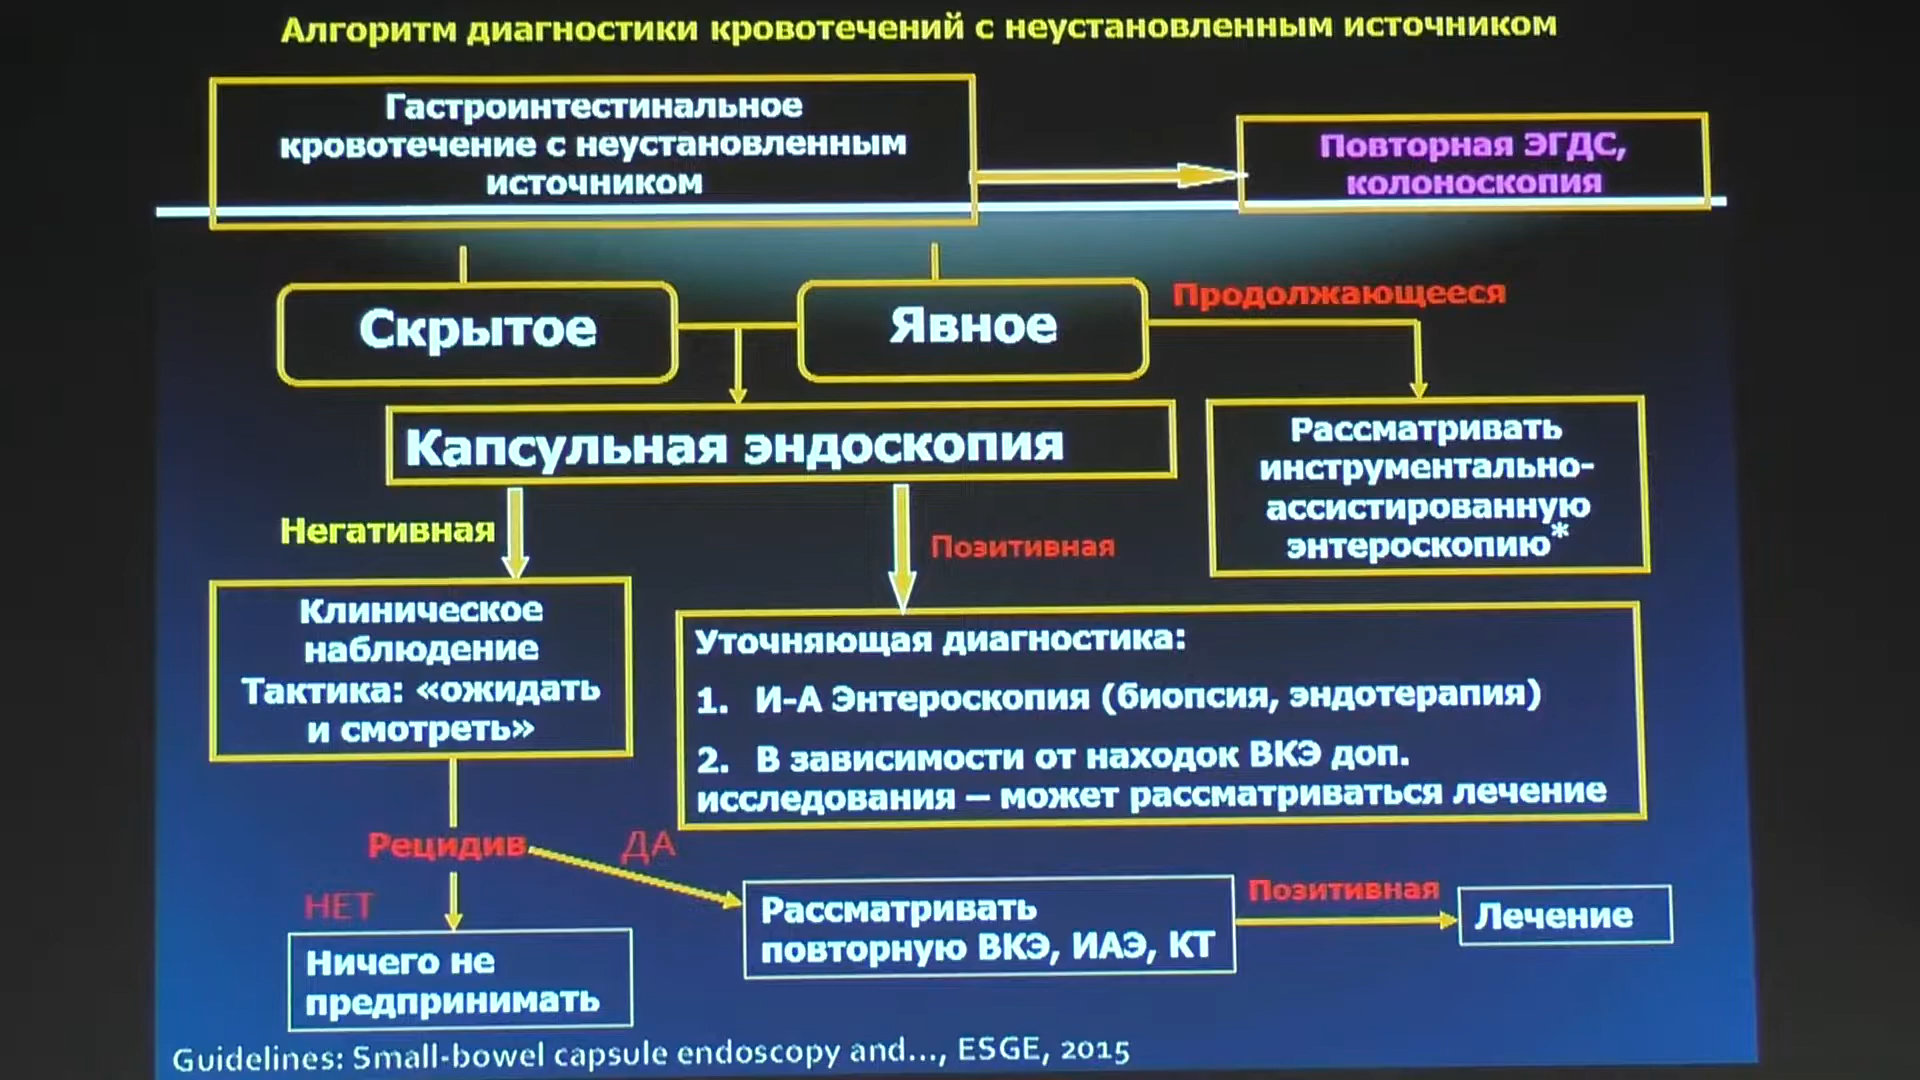 Алгоритм диагностики кровотечений с неустановленным источником
Гастроинтестинальное
кровотечение с неустановленным
источником
Повторная ЭГДС,
колоноскопия
Скрытое
Явное
Продолжающееся
Капсульная эндоскопия
Рассматривать
инструментально-
ассистированную
энтероскопию*
Негативная
Позитивная
Клиническое
наблюдение
Тактика: «ожидать
и смотреть»
Уточняющая диагностика:
1. И-А Энтероскопия (биопсия, эндотерапия)
2. В зависимости от находок ВКЭ доп.
исследования – может рассматриваться лечение
Рецидив
ДА
НЕТ
Рассматривать
повторную ВКЭ, ИАЭ, КТ
Позитивная
Лечение
Ничего не
предпринимать
Guidelines: Small-bowel capsule endoscopy and..., ESGE, 2015